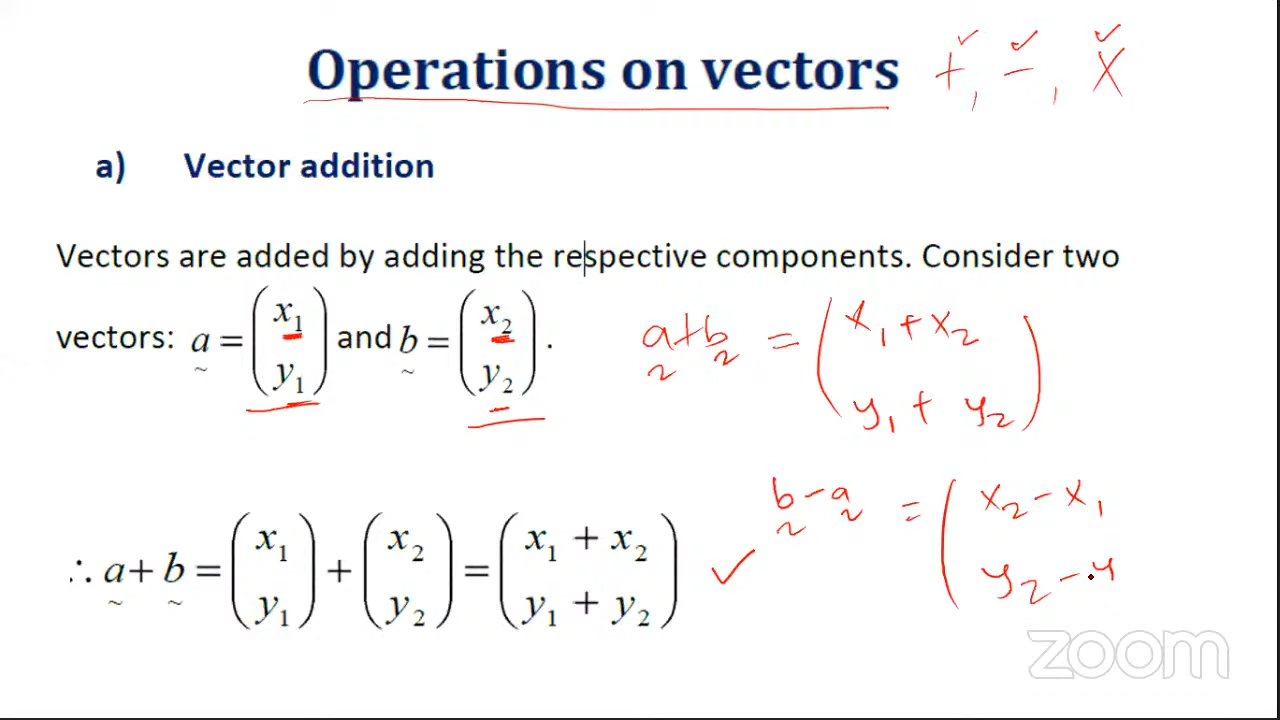 Operations on vectors +, -, x
a) Vector addition
Vectors are added by adding the respective components. Consider two
vectors: a = (x₁ y₁) and b = (x₂ y₂) . a + b = (x₁ + x₂ y₁ + y₂)
b - a = (x₂ - x₁ y₂ - y
∴ a + b = (x₁ y₁) + (x₂ y₂) = (x₁ + x₂ y₁ + y₂) ✓
zoom